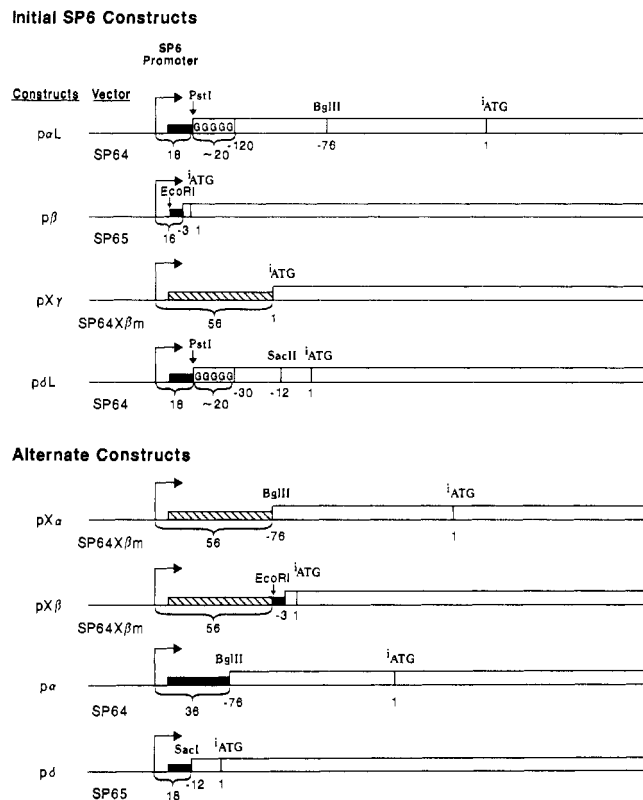 Initial SP6 Constructs
SP6
Promoter
Constructs Vector PstI
BglII iATG
pαL GGGGG
18 ~20 -120 -76 1
SP64
iATG
EcoRI
pβ
16 -3 1
SP65
iATG
pXγ
56 1
SP64Xβm
PstI SacII iATG
pδL GGGGG
18 ~20 -30 -12 1
SP64
Alternate Constructs
BglII iATG
pXα
56 -76 1
SP64Xβm
EcoRI iATG
pXβ
56 -3 1
SP64Xβm
BglII iATG
pα
36 -76 1
SP64
SacI iATG
pδ
18 -12 1
SP65